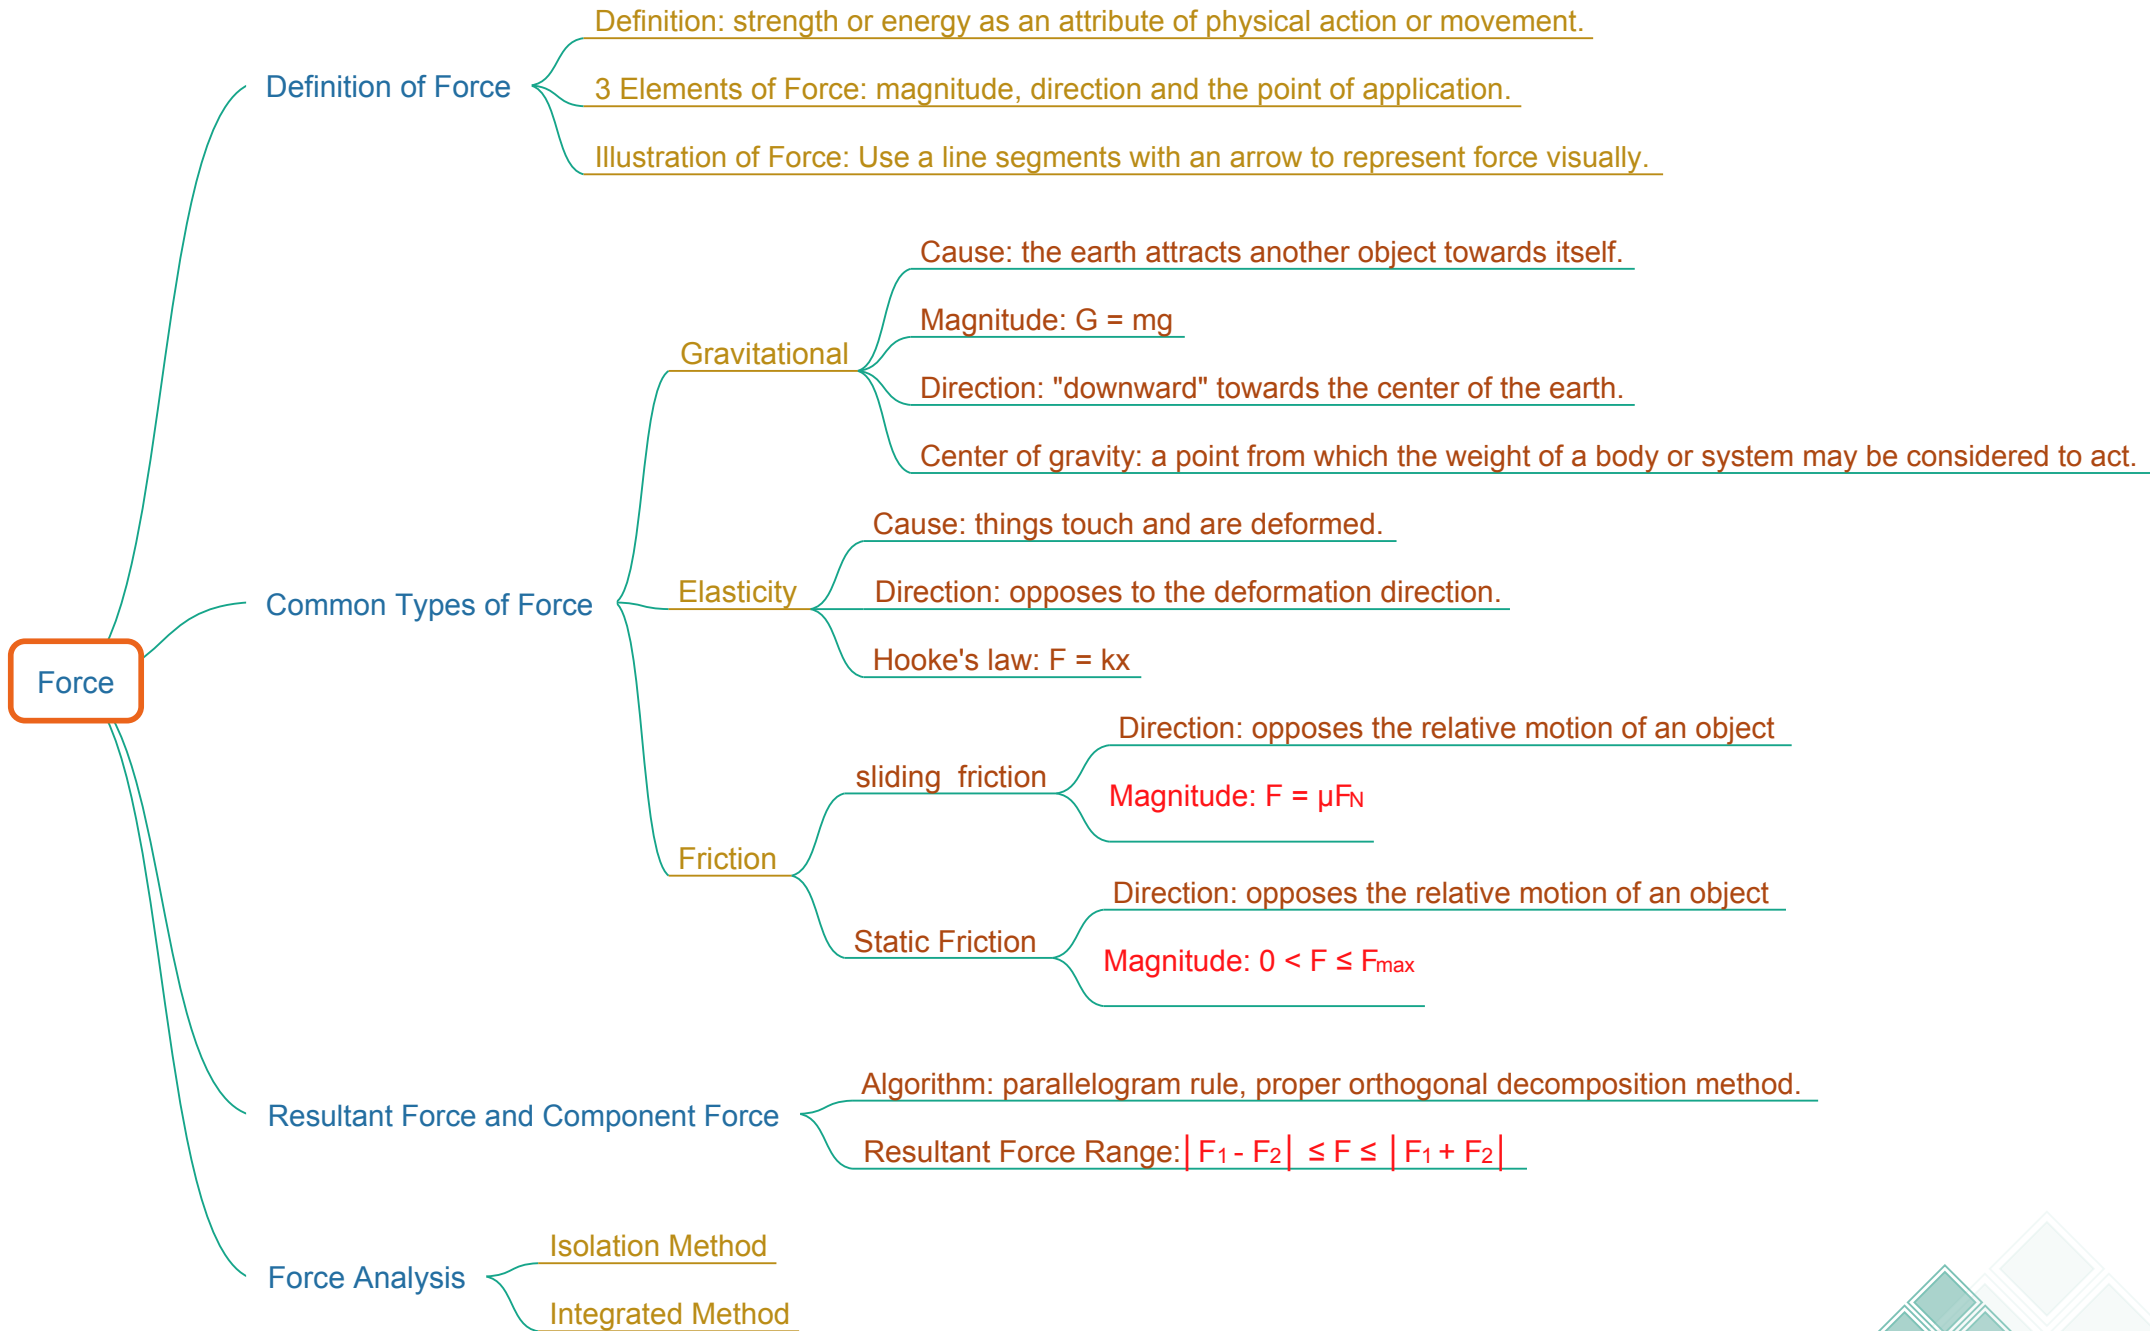 Force
Definition of Force
Definition: strength or energy as an attribute of physical action or movement.
3 Elements of Force: magnitude, direction and the point of application.
Illustration of Force: Use a line segments with an arrow to represent force visually.
Common Types of Force
Gravitational
Cause: the earth attracts another object towards itself.
Magnitude: G = mg
Direction: "downward" towards the center of the earth.
Center of gravity: a point from which the weight of a body or system may be considered to act.
Elasticity
Cause: things touch and are deformed.
Direction: opposes to the deformation direction.
Hooke's law: F = kx
Friction
sliding  friction
Direction: opposes the relative motion of an object
Magnitude: F = μFN
Static Friction
Direction: opposes the relative motion of an object
Magnitude: 0 < F ≤ Fmax
Resultant Force and Component Force
Algorithm: parallelogram rule, proper orthogonal decomposition method.
Resultant Force Range:| F1 - F2| ≤ F ≤ | F1 + F2|
Force Analysis
Isolation Method
Integrated Method